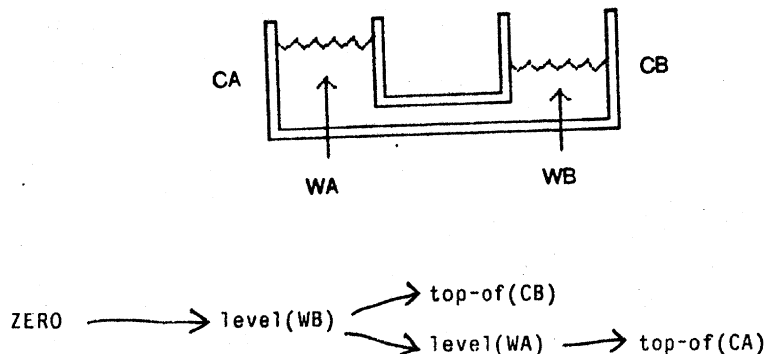 CA
CB
WA
WB
top-of(CB)
ZERO level(WB)
level(WA) top-of(CA)